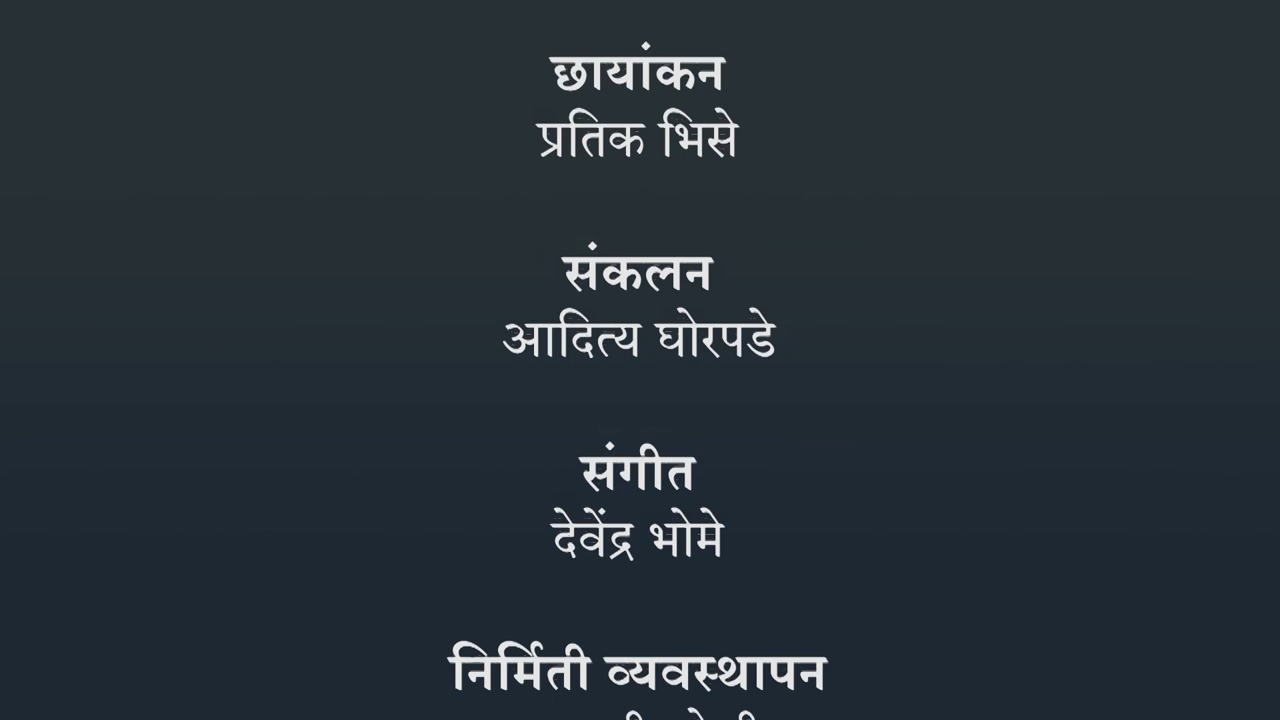 छायांकन
प्रतिक भिसे
संकलन
आदित्य घोरपडे
संगीत
देवेंद्र भोमे
निर्मिती व्यवस्थापन